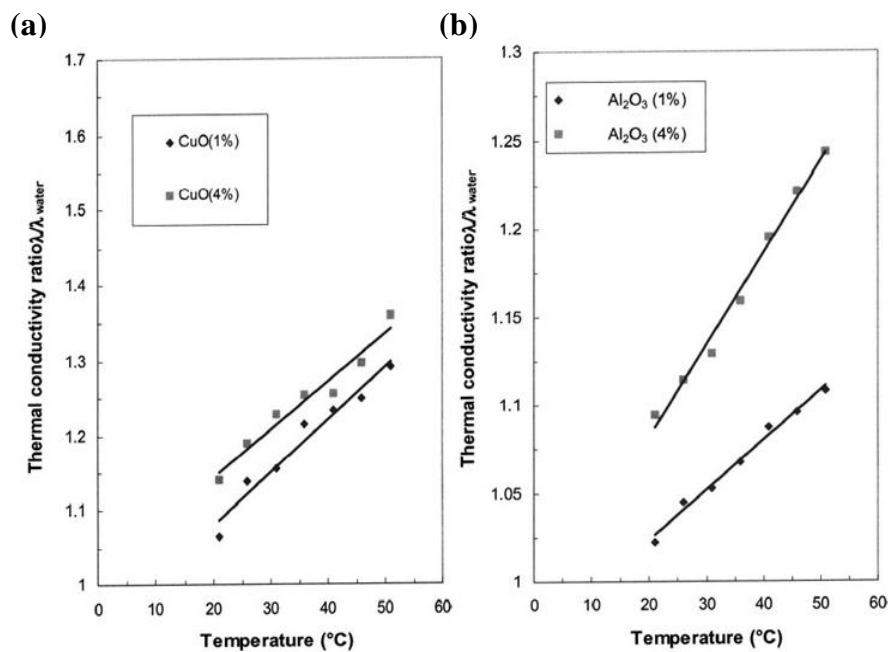 (a)
1.7
1.6
1.5
1.4
1.3
1.2
1.1
1
0
10
20
30
40
50
60
CuO(1%)
CuO(4%)
Thermal conductivity ratioλ/λ water
Temperature (°C)
(b)
1.3
1.25
1.2
1.15
1.1
1.05
1
0
10
20
30
40
50
60
Al2O3 (1%)
Al2O3 (4%)
Thermal conductivity ratioλ/λ water
Temperature (°C)